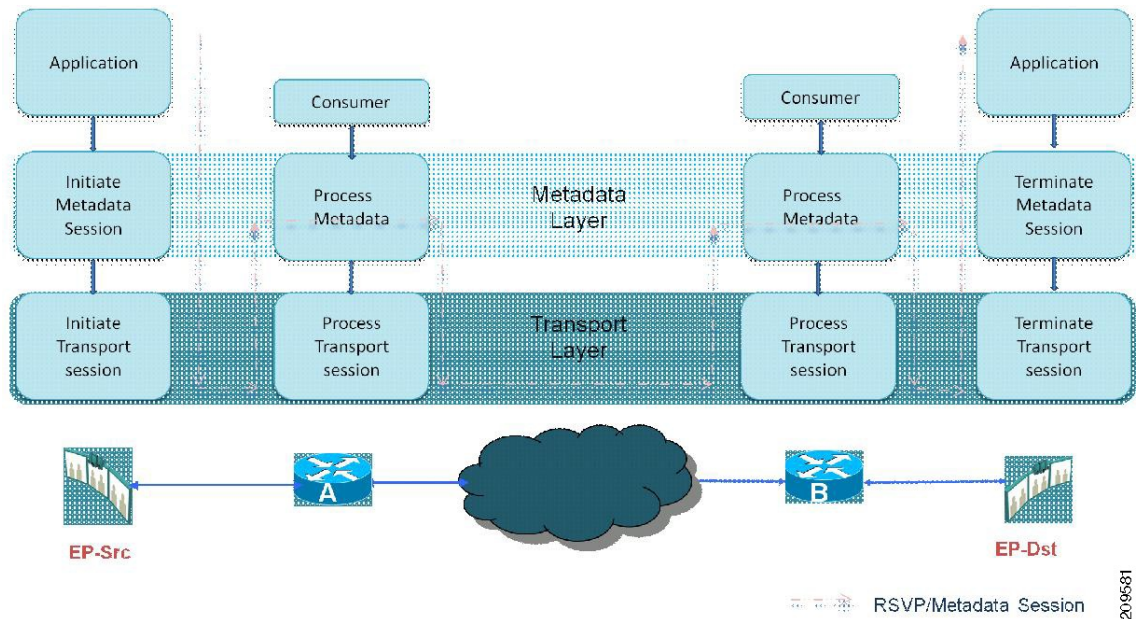 Application
Application
Consumer
Consumer
Initiate
Metadata
Session
Process
Metadata
Metadata
Layer
Process
Metadata
Terminate
Metadata
Session
Initiate
Transport
session
Process
Transport
session
Transport
Layer
Process
Transport
session
Terminate
Transport
session
A
B
EP-Src
EP-Dst
RSVP/Metadata Session
209581